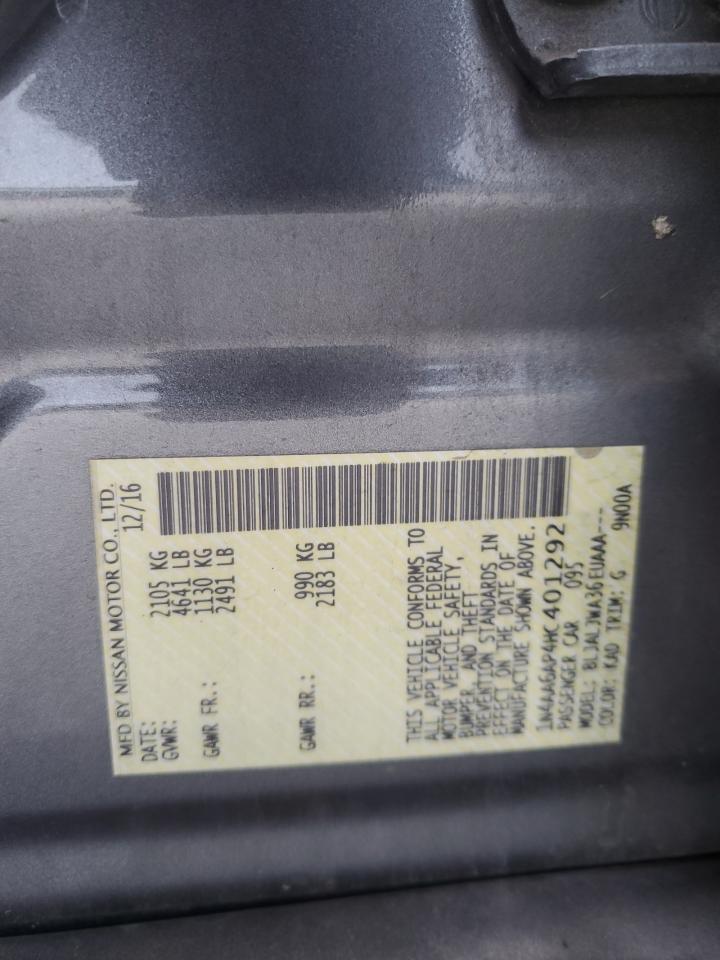 MFD BY NISSAN MOTOR CO., LTD.
DATE: 12/16
GVWR: 2105 KG
4641 LB
GAWR FR.: 1130 KG
2491 LB
GAWR RR.: 990 KG
2183 LB
THIS VEHICLE CONFORMS TO
ALL APPLICABLE FEDERAL
MOTOR VEHICLE SAFETY,
BUMPER, AND THEFT
PREVENTION STANDARDS IN
EFFECT ON THE DATE OF
MANUFACTURE SHOWN ABOVE.
1N4AA6AP4HC401292
PASSENGER CAR 095
MODEL: BLJALJWA36EUAAA---
COLOR: KAD TRIM: G 9N00A